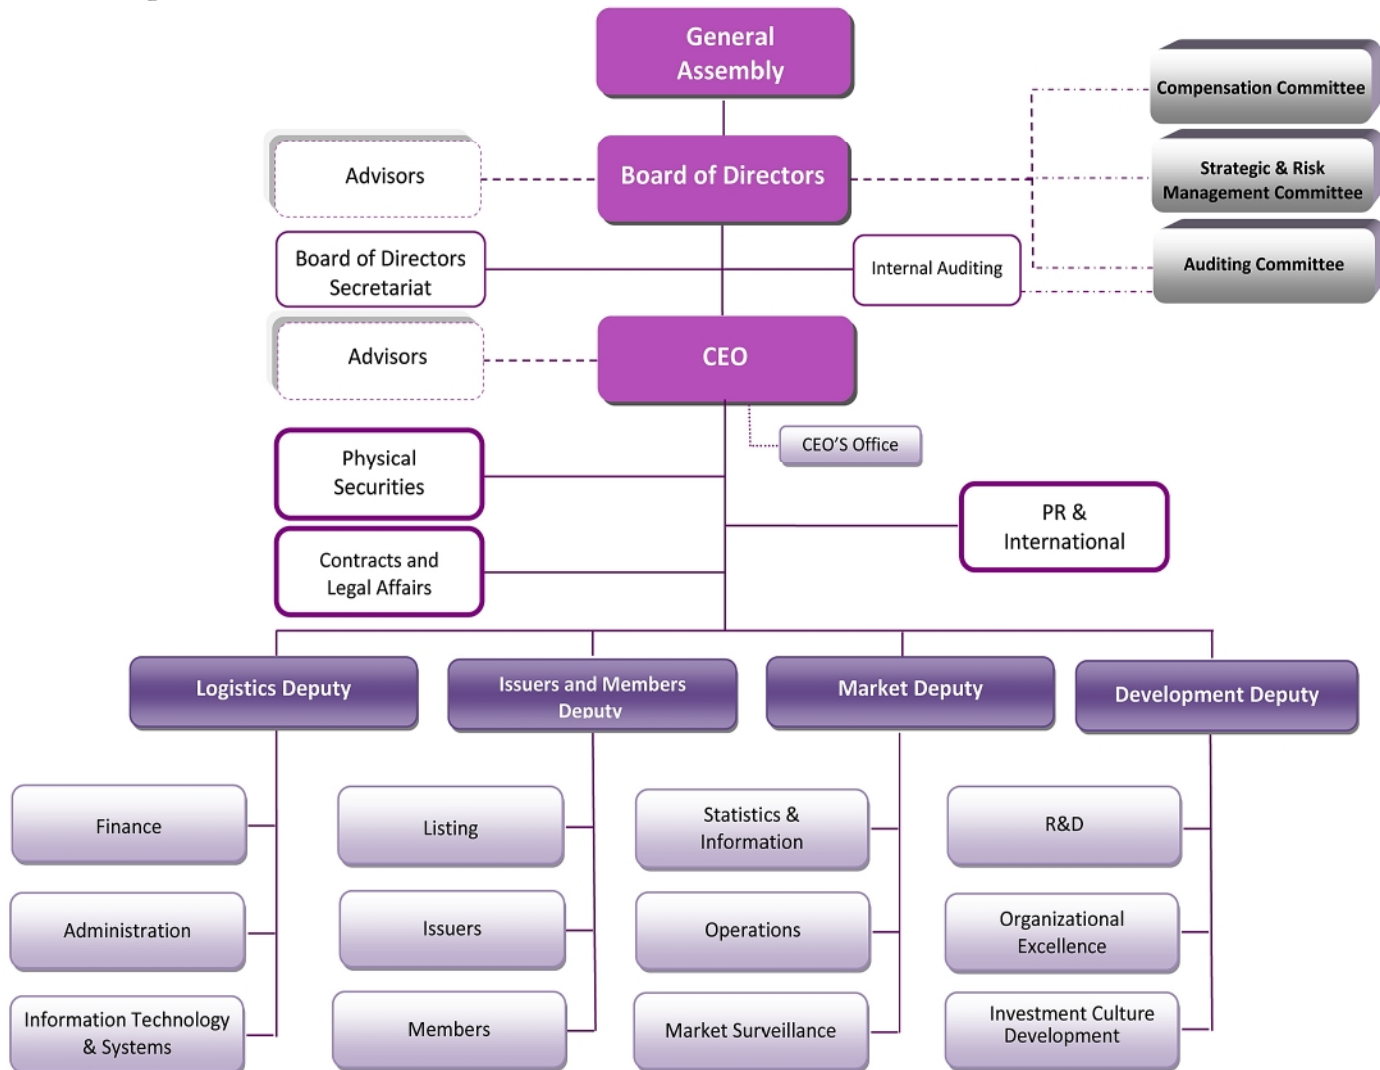 General
Assembly
Compensation Committee
Advisors
Board of Directors
Strategic & Risk
Management Committee
Board of Directors
Secretariat
Internal Auditing
Auditing Committee
Advisors
CEO
CEO'S Office
Physical
Securities
PR &
International
Contracts and
Legal Affairs
Logistics Deputy
Issuers and Members
Deputy
Market Deputy
Development Deputy
Finance
Listing
Statistics &
Information
R&D
Administration
Issuers
Operations
Organizational
Excellence
Information Technology
& Systems
Members
Market Surveillance
Investment Culture
Development